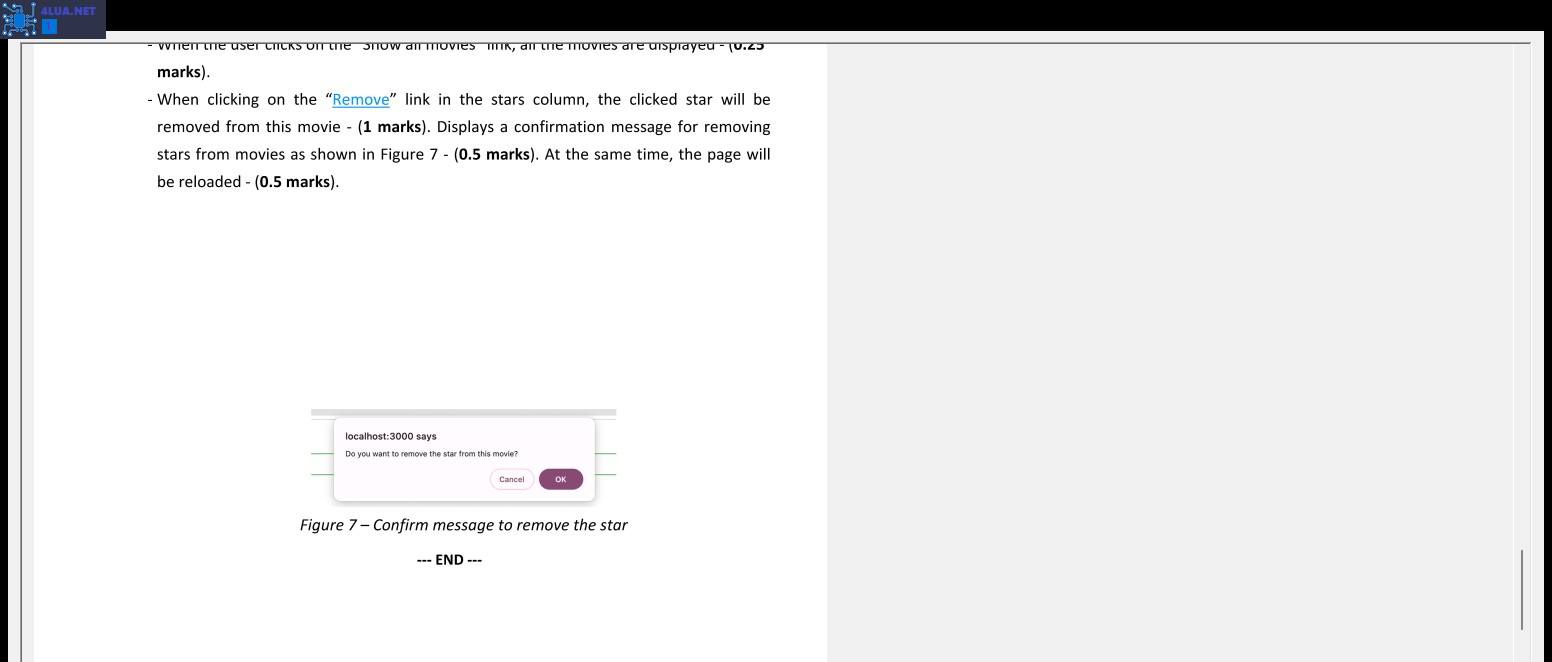 4LUA.NET
- When the user clicks on the "Show all movies" link, all the movies are displayed - (0.25
marks).
- When clicking on the “Remove” link in the stars column, the clicked star will be
removed from this movie - (1 marks). Displays a confirmation message for removing
stars from movies as shown in Figure 7 - (0.5 marks). At the same time, the page will
be reloaded - (0.5 marks).
localhost:3000 says
Do you want to remove the star from this movie?
Cancel
OK
Figure 7 – Confirm message to remove the star
--- END ---